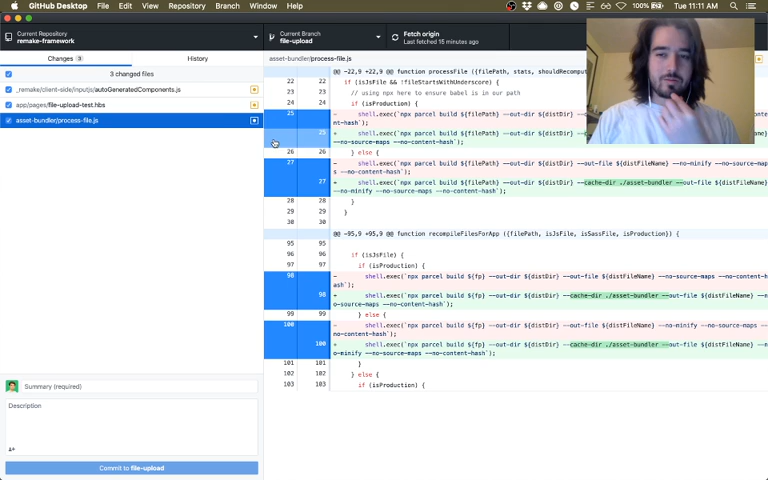 GitHub Desktop File Edit View Repository Branch Window Help 100% Tue 11:11 AM
Current Repository
remake-framework
Current Branch
file-upload
Fetch origin
Last fetched 15 minutes ago
Changes 3 History
3 changed files
_remake/client-side/inputjs/autoGeneratedComponents.js
app/pages/file-upload-test.hbs
asset-bundler/process-file.js
Summary (required)
Description
Commit to file-upload
asset-bundler/process-file.js
@@ -22,9 +22,9 @@ function processFile ({filePath, stats, shouldRecompu
22 22 if (isJsFile && !fileStartsWithUnderscore) {
23 23 // using npx here to ensure babel is in our path
24 24 if (isProduction) {
25 - shell.exec(`npx parcel build ${filePath} --out-dir ${distDir} --
nt-hash`);
25 + shell.exec(`npx parcel build ${filePath} --out-dir ${distDir} --
--no-source-maps --no-content-hash`);
26 26 } else {
27 - shell.exec(`npx parcel build ${filePath} --out-dir ${distDir} --out-file ${distFileName} --no-minify --no-source-map
s --no-content-hash`);
27 + shell.exec(`npx parcel build ${filePath} --out-dir ${distDir} --cache-dir ./asset-bundler --out-file ${distFileName}
--no-minify --no-source-maps --no-content-hash`);
28 28 }
29 29 }
30 30
@@ -95,9 +95,9 @@ function recompileFilesForApp ({filePath, isJsFile, isSassFile, isProduction}) {
95 95
96 96 if (isJsFile) {
97 97 if (isProduction) {
98 - shell.exec(`npx parcel build ${fp} --out-dir ${distDir} --out-file ${distFileName} --no-source-maps --no-content-h
ash`);
98 + shell.exec(`npx parcel build ${fp} --out-dir ${distDir} --cache-dir ./asset-bundler --out-file ${distFileName} --n
o-source-maps --no-content-hash`);
99 99 } else {
100 - shell.exec(`npx parcel build ${fp} --out-dir ${distDir} --out-file ${distFileName} --no-minify --no-source-maps --
no-content-hash`);
100 + shell.exec(`npx parcel build ${fp} --out-dir ${distDir} --cache-dir ./asset-bundler --out-file ${distFileName} --n
o-minify --no-source-maps --no-content-hash`);
101 101 }
102 102 } else {
103 103 if (isProduction) {